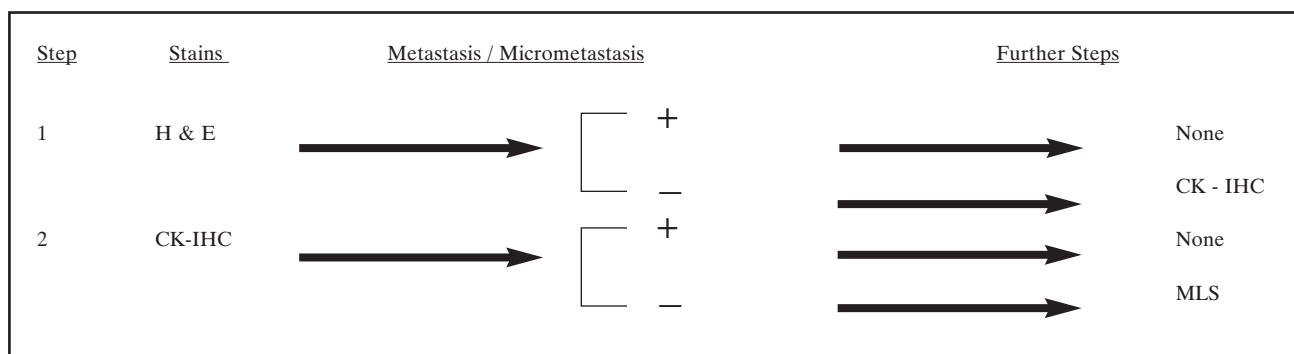 Step Stains Metastasis / Micrometastasis Further Steps
+
1 H & E None
– CK - IHC
+
2 CK-IHC None
– MLS